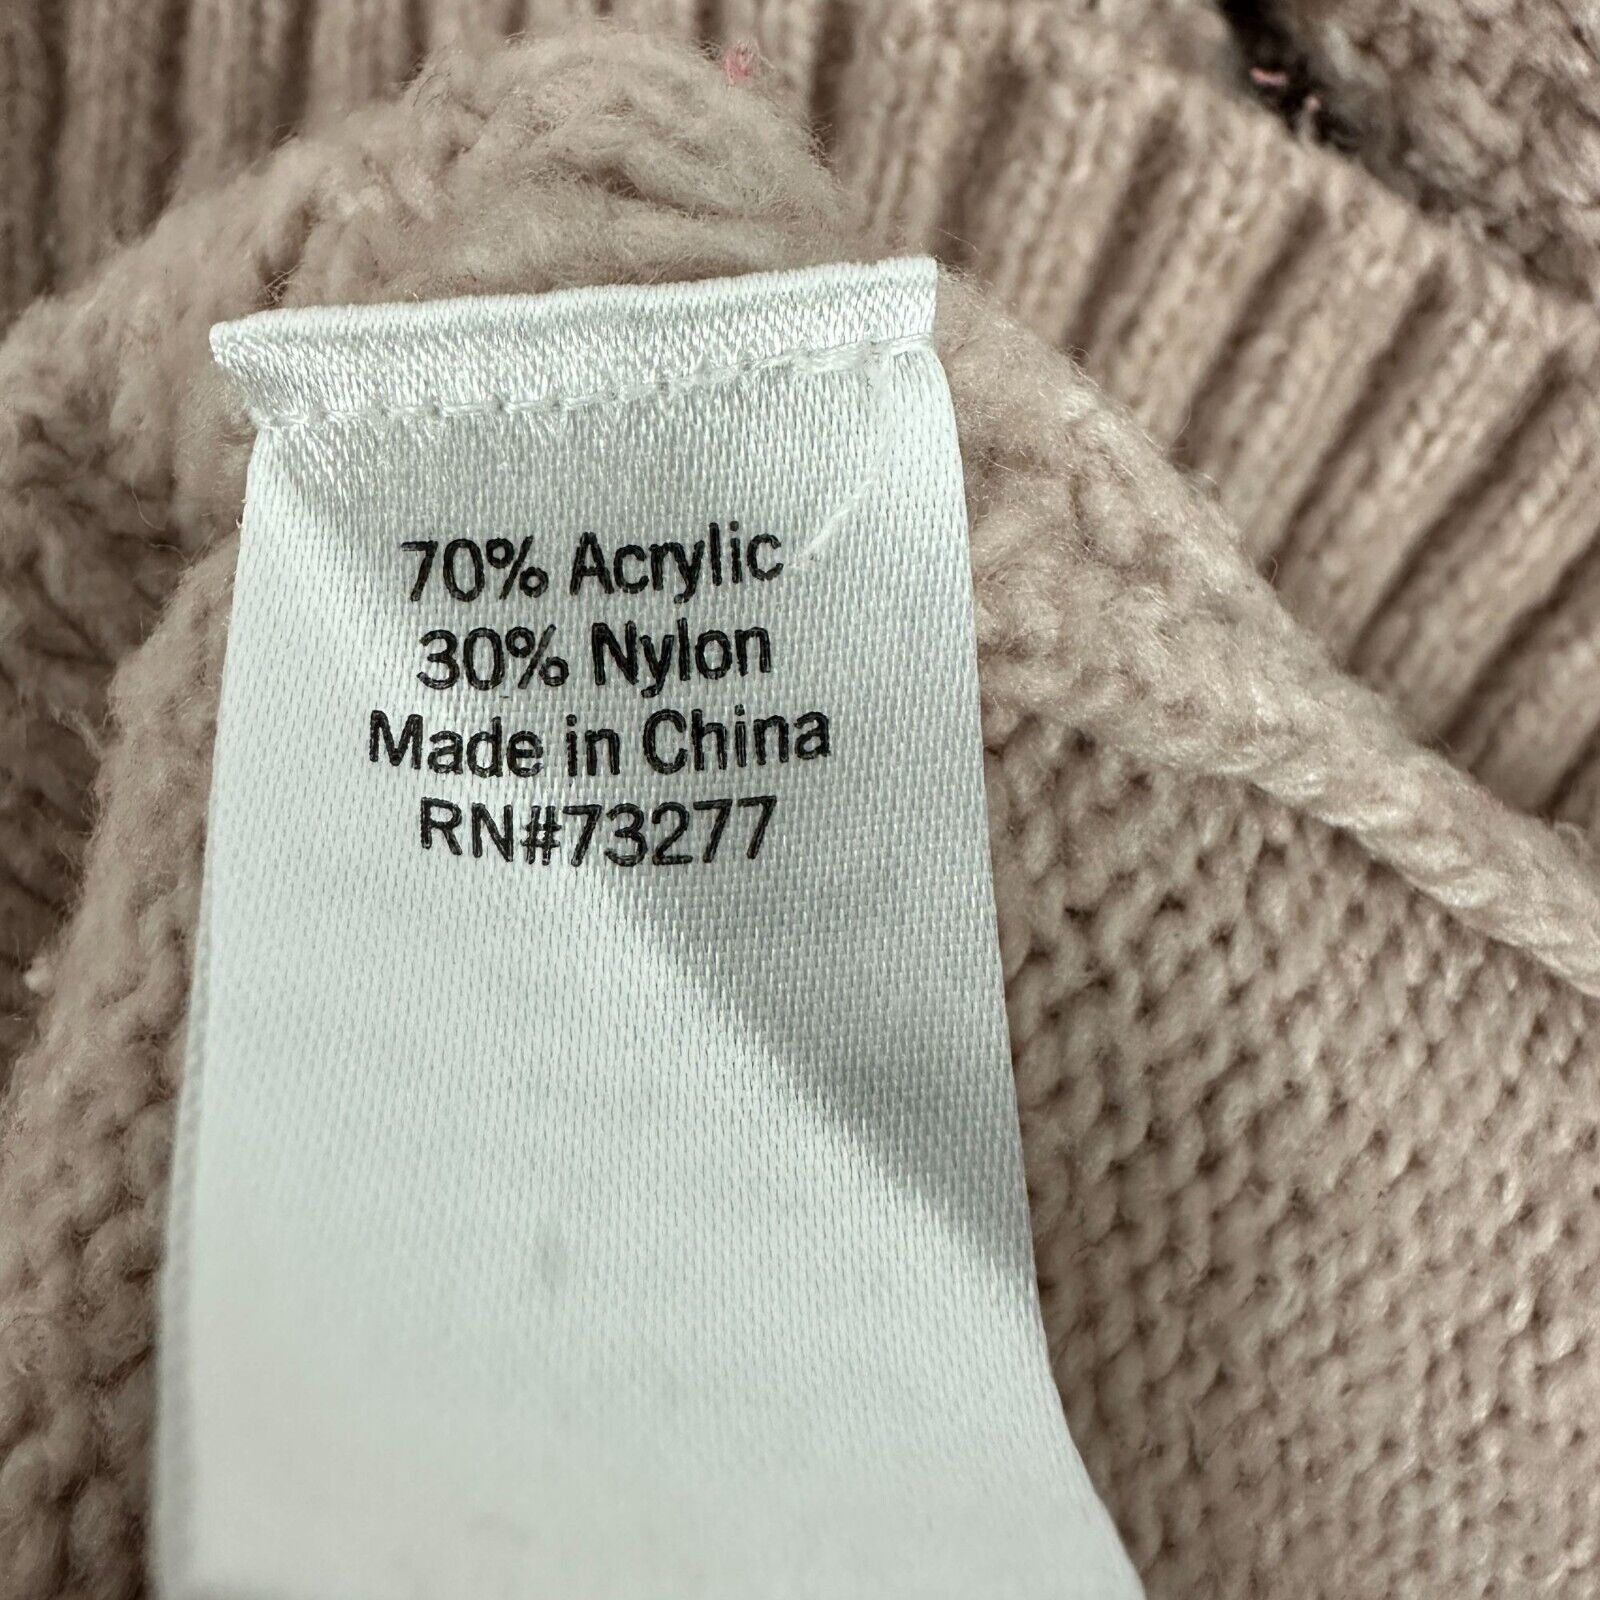 70% Acrylic
30% Nylon
Made in China
RN#73277